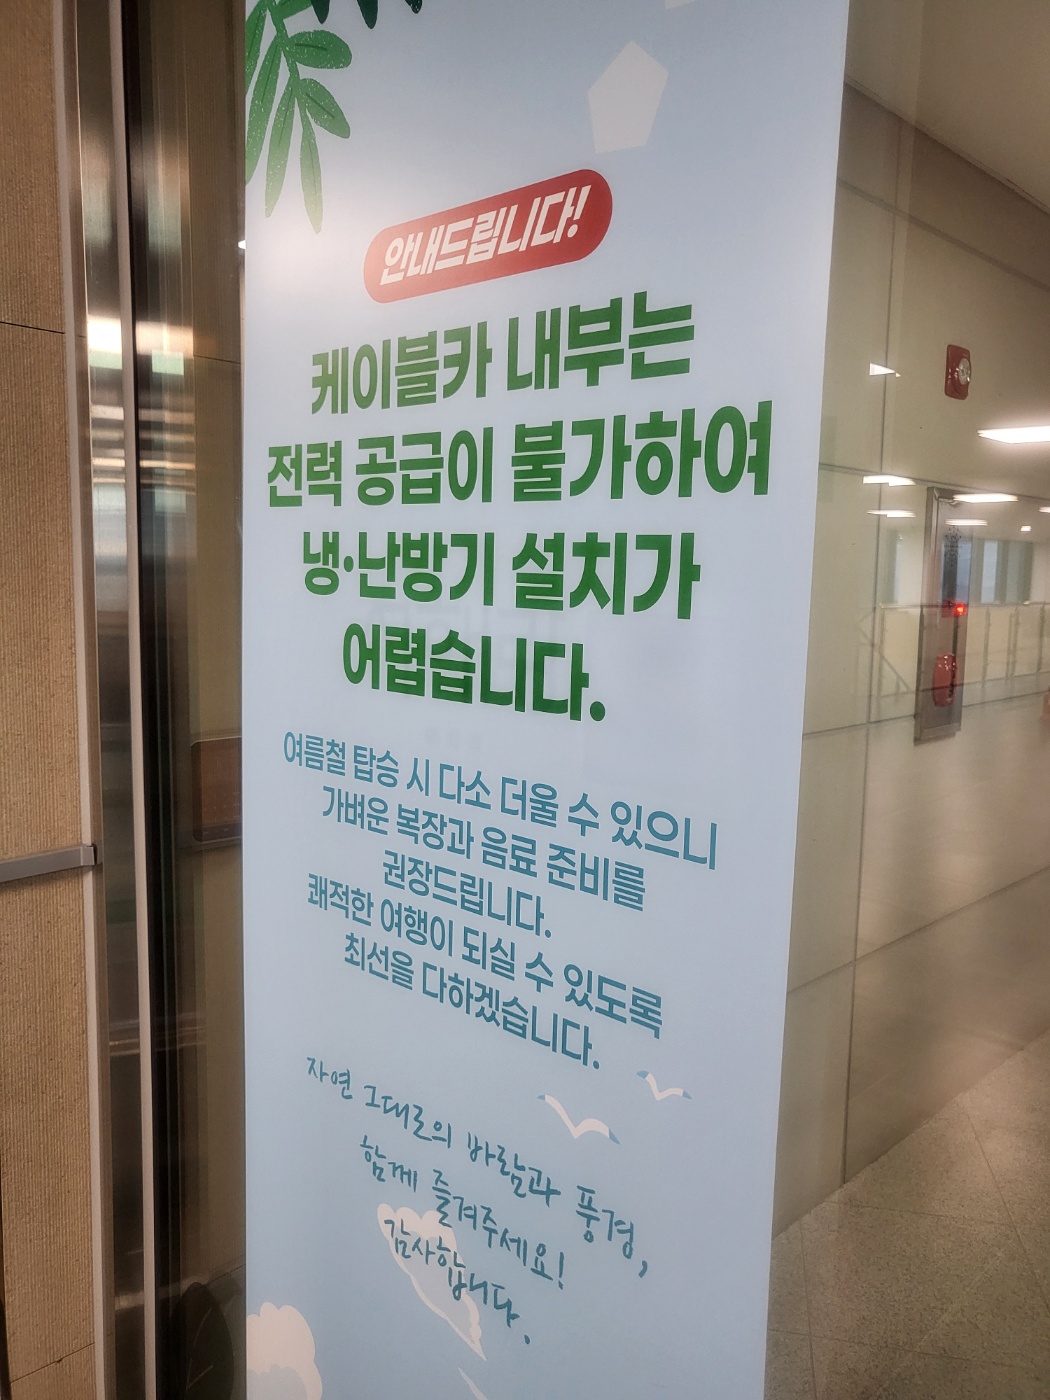 안내드립니다!
케이블카 내부는
전력 공급이 불가하여
냉·난방기 설치가
어렵습니다.
여름철 탑승 시 다소 더울 수 있으니
가벼운 복장과 음료 준비를
권장드립니다.
쾌적한 여행이 되실 수 있도록
최선을 다하겠습니다.
자연 그대로의 바람과 풍경,
함께 즐겨주세요!
감사합니다.